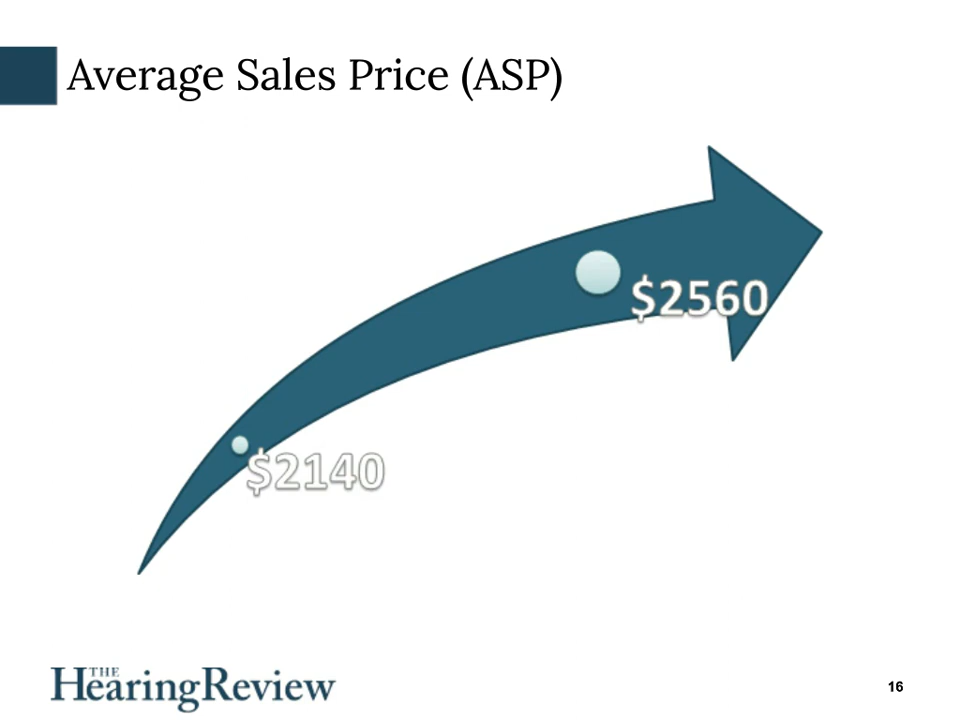 Average Sales Price (ASP)
$2560
$2140
THE
HearingReview
16